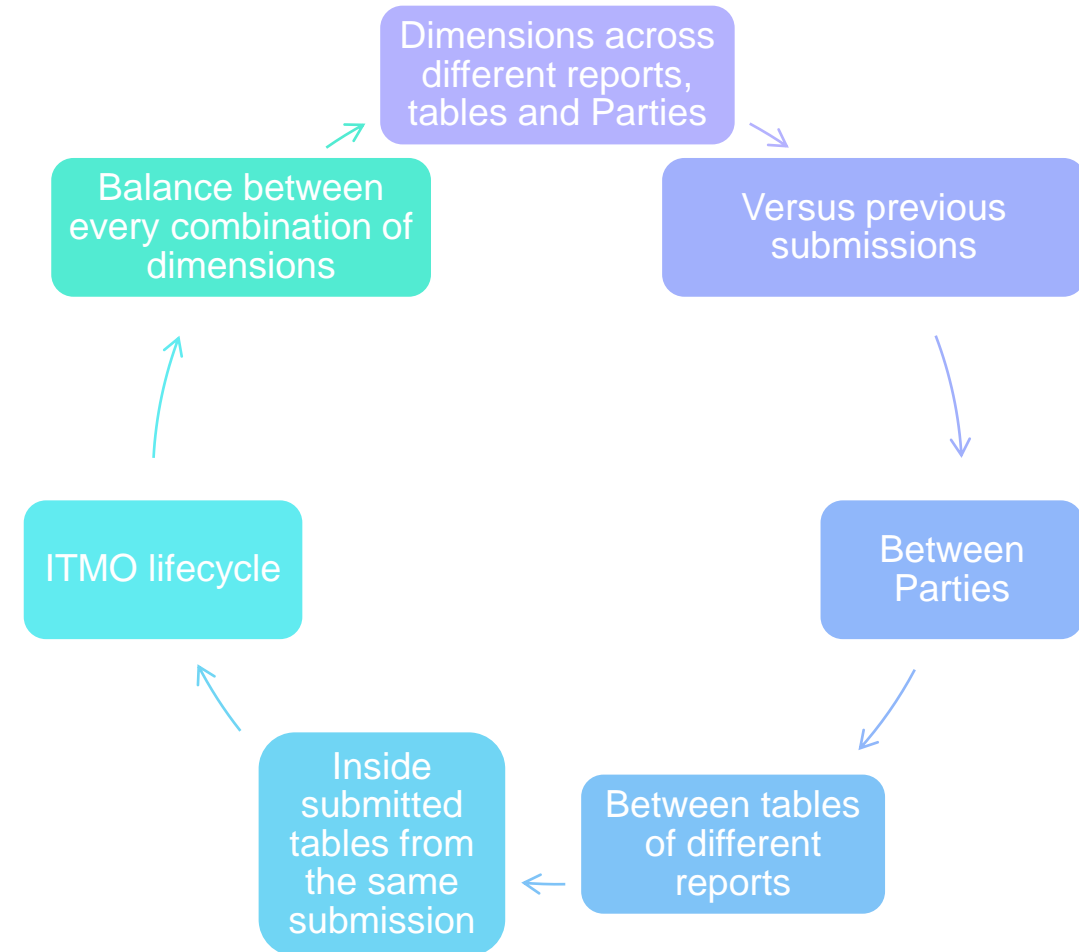 Dimensions across
different reports,
tables and Parties
Versus previous
submissions
Between
Parties
Between tables
of different
reports
Inside
submitted
tables from
the same
submission
ITMO lifecycle
Balance between
every combination of
dimensions